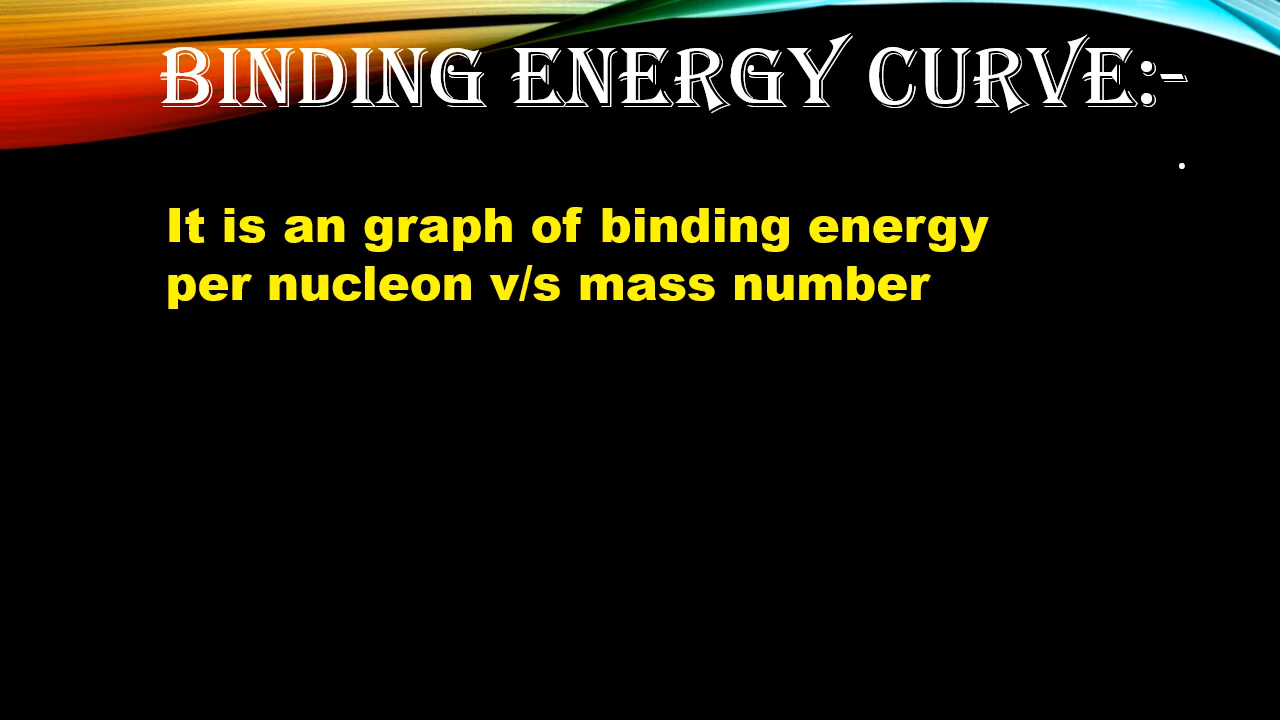 BINDING ENERGY CURVE:-
.
It is an graph of binding energy
per nucleon v/s mass number